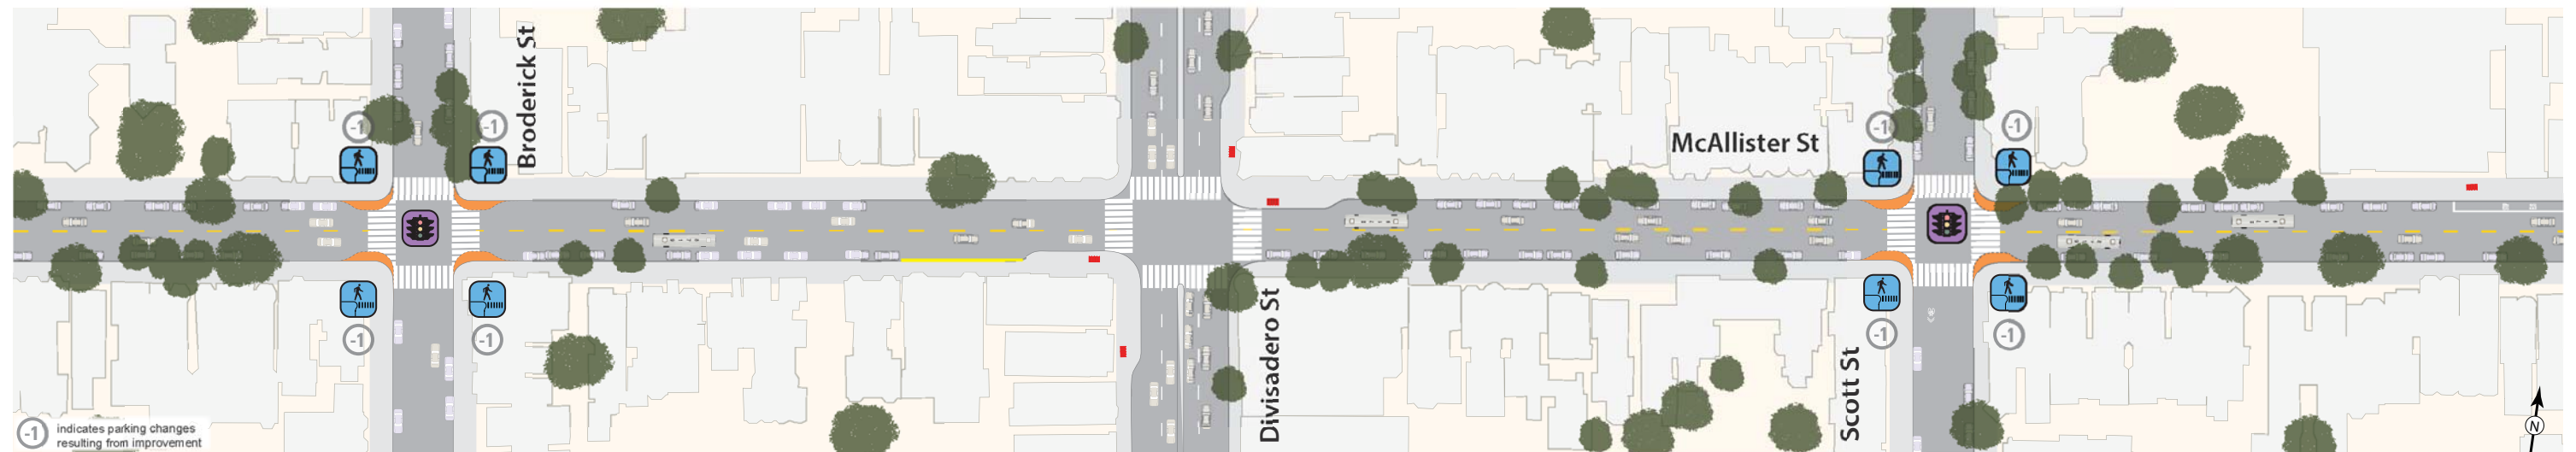 Broderick St
-1
-1
McAllister St
-1
-1
-1
-1
Divisadero St
Scott St
-1
-1
-1 indicates parking changes
resulting from improvement
N